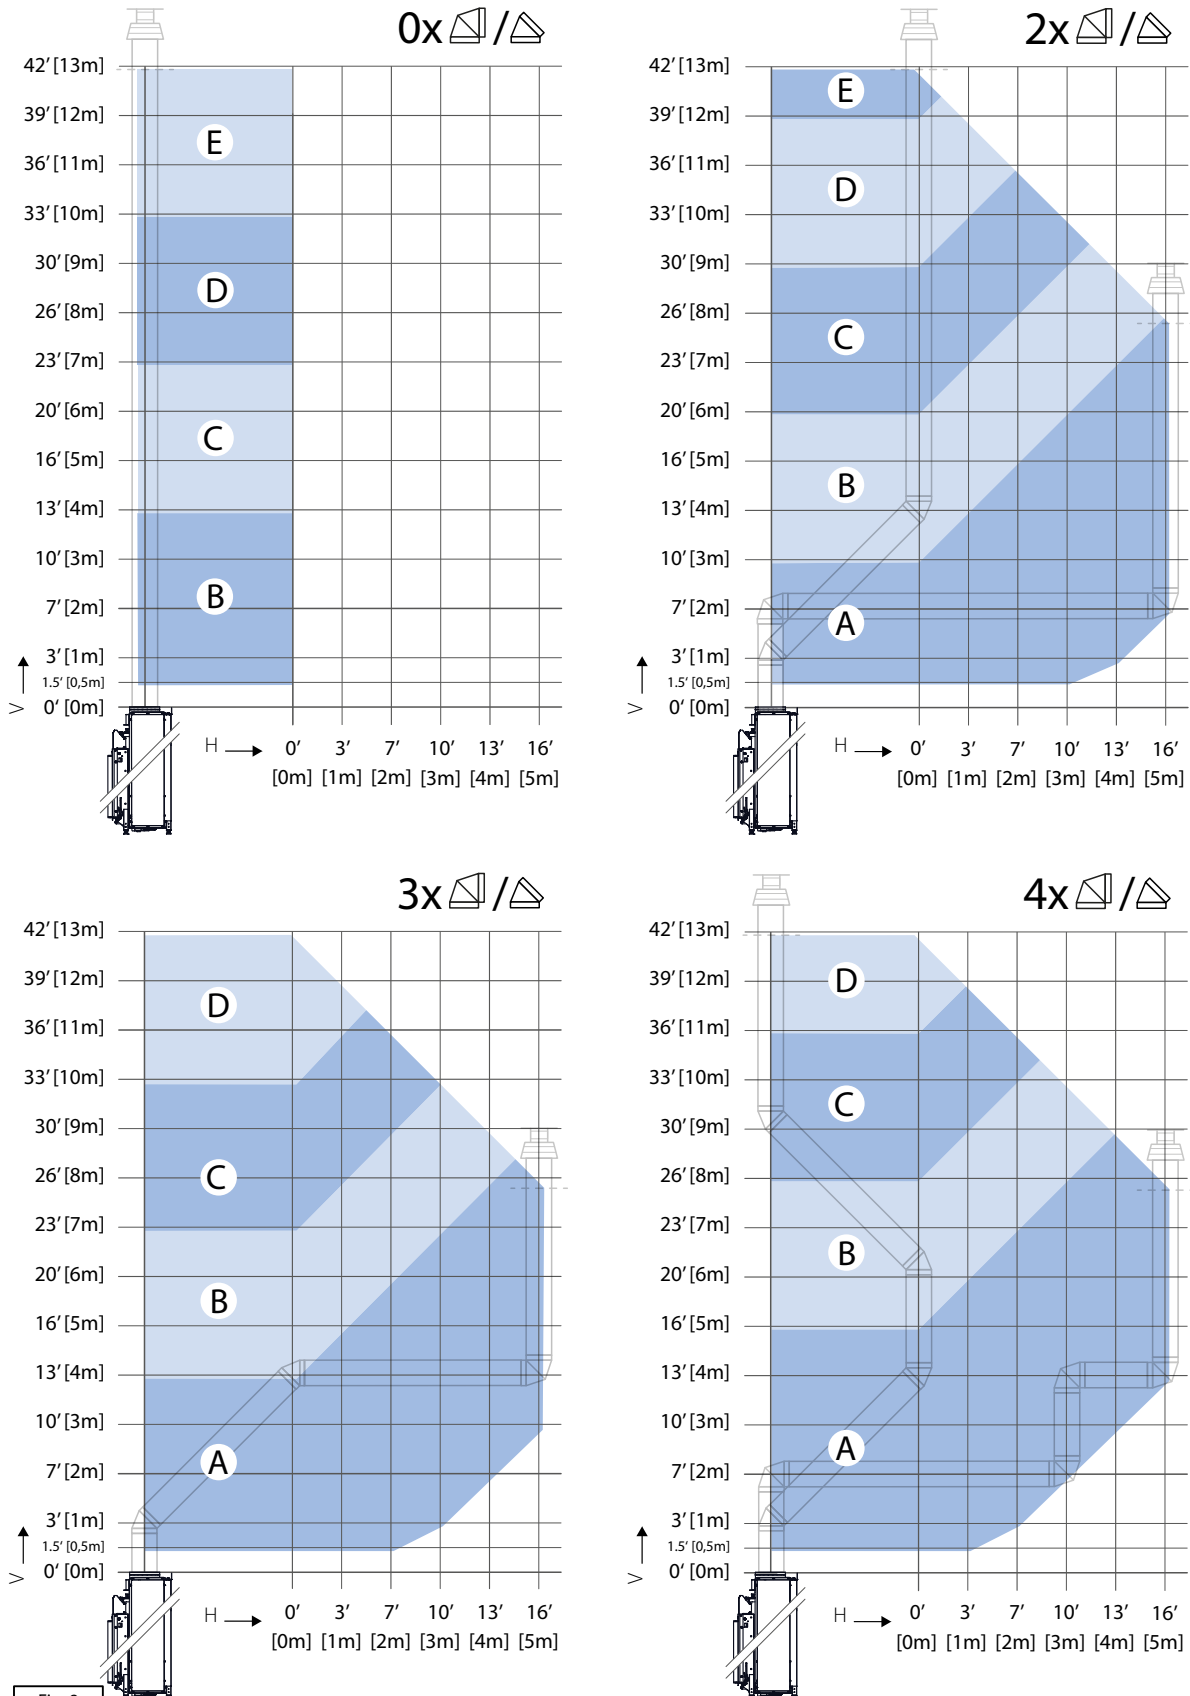 0x /
42' [13m]
39' [12m]
36' [11m]
33' [10m]
30' [9m]
26' [8m]
23' [7m]
20' [6m]
16' [5m]
13' [4m]
10' [3m]
7' [2m]
3' [1m]
1.5' [0,5m]
0' [0m]
V
E
D
C
B
H 0' 3' 7' 10' 13' 16'
[0m] [1m] [2m] [3m] [4m] [5m]
2x /
42' [13m]
39' [12m]
36' [11m]
33' [10m]
30' [9m]
26' [8m]
23' [7m]
20' [6m]
16' [5m]
13' [4m]
10' [3m]
7' [2m]
3' [1m]
1.5' [0,5m]
0' [0m]
V
E
D
C
B
A
H 0' 3' 7' 10' 13' 16'
[0m] [1m] [2m] [3m] [4m] [5m]
3x /
42' [13m]
39' [12m]
36' [11m]
33' [10m]
30' [9m]
26' [8m]
23' [7m]
20' [6m]
16' [5m]
13' [4m]
10' [3m]
7' [2m]
3' [1m]
1.5' [0,5m]
0' [0m]
V
D
C
B
A
H 0' 3' 7' 10' 13' 16'
[0m] [1m] [2m] [3m] [4m] [5m]
4x /
42' [13m]
39' [12m]
36' [11m]
33' [10m]
30' [9m]
26' [8m]
23' [7m]
20' [6m]
16' [5m]
13' [4m]
10' [3m]
7' [2m]
3' [1m]
1.5' [0,5m]
0' [0m]
V
D
C
B
A
H 0' 3' 7' 10' 13' 16'
[0m] [1m] [2m] [3m] [4m] [5m]